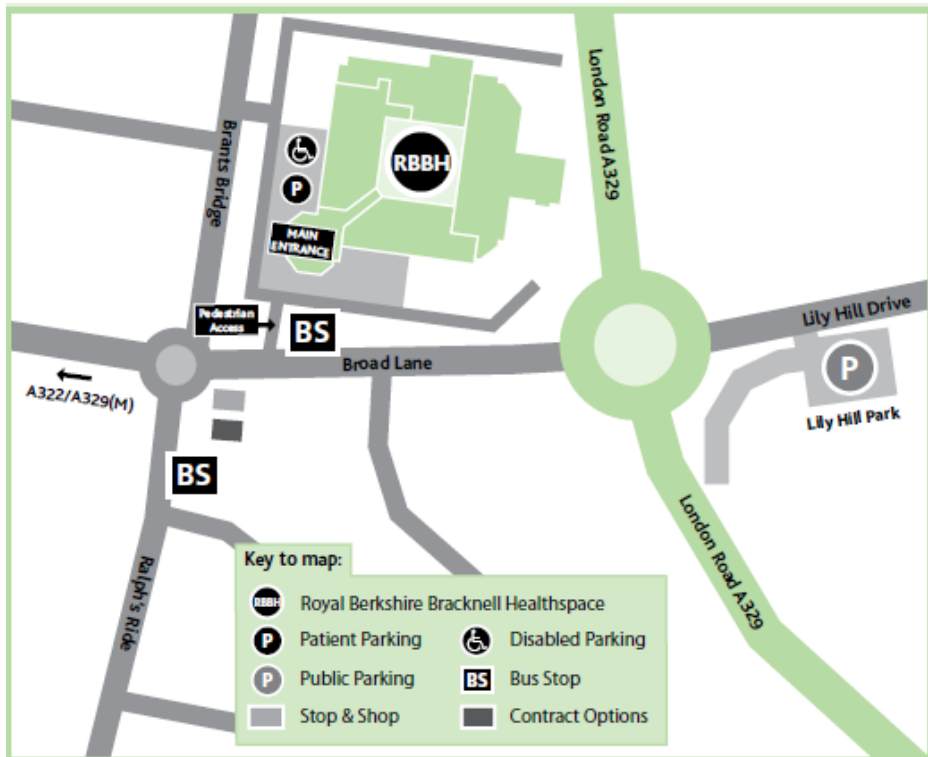 London Road A329
Brants Bridge
RBBH
P
MAIN
ENTRANCE
Pedestrian
Access
BS
Broad Lane
Lily Hill Drive
P
Lily Hill Park
A322/A329(M)
BS
Ralph's Ride
London Road A329
Key to map:
RBBH Royal Berkshire Bracknell Healthspace
P Patient Parking
Disabled Parking
P Public Parking
BS Bus Stop
Stop & Shop
Contract Options